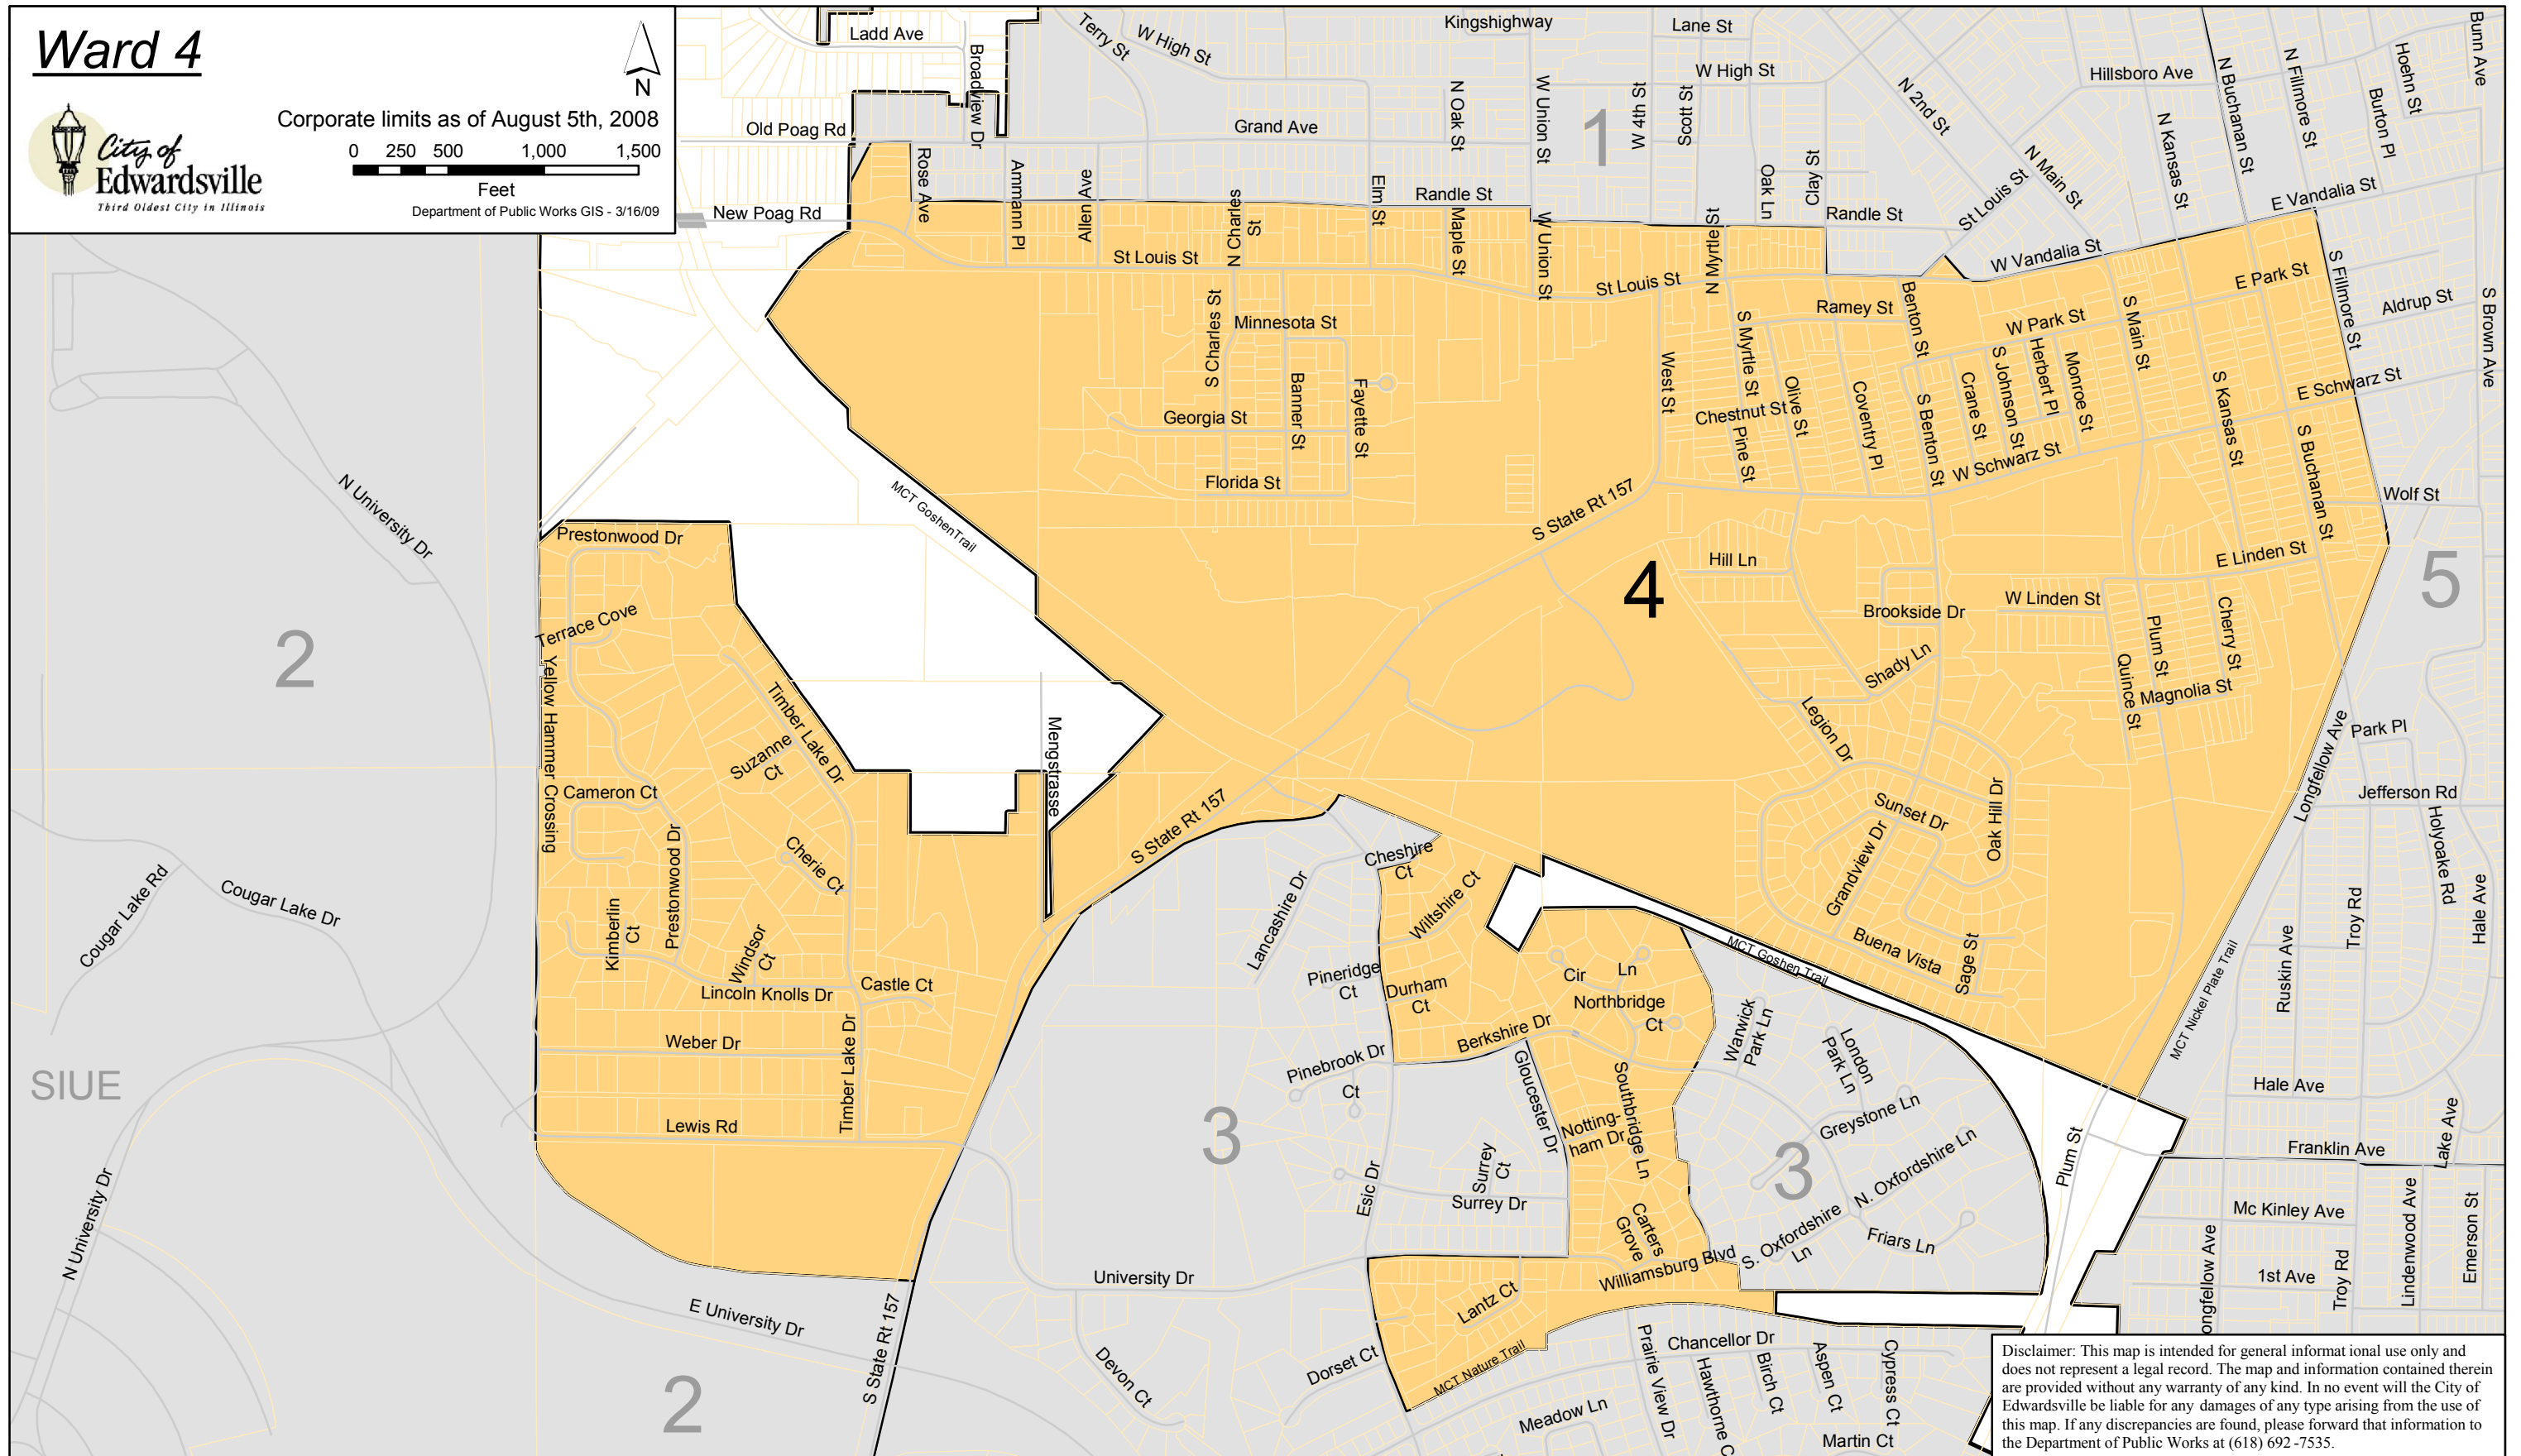 Ward 4
N
City of
Edwardsville
Third Oldest City in Illinois
Corporate limits as of August 5th, 2008
0 250 500 1,000 1,500
Feet
Department of Public Works GIS - 3/16/09
Ladd Ave
Broadview Dr
Old Poag Rd
New Poag Rd
Terry St
W High St
Kingshighway
Lane St
W High St
Grand Ave
N Oak St
W Union St
1
W 4th St
Scott St
Oak Ln
Clay St
N 2nd St
N Main St
Hillsboro Ave
N Kansas St
N Buchanan St
N Fillmore St
Burton Pl
Hoehn St
Bunn Ave
E Vandalia St
Rose Ave
Ammann Pl
Allen Ave
N Charles
St
Elm St
Randle St
Maple St
W Union St
N Myrtle St
Randle St
St Louis St
W Vandalia St
St Louis St
St Louis St
S Charles St
Minnesota St
Banner St
Fayette St
Georgia St
Florida St
West St
S Myrtle St
Ramey St
Benton St
W Park St
S Main St
E Park St
S Fillmore St
Aldrup St
S Brown Ave
Chestnut St
Pine St
Olive St
Coventry Pl
S Benton St
Crane St
S Johnson St
Herbert Pl
Monroe St
W Schwarz St
S Kansas St
E Schwarz St
S Buchanan St
Wolf St
N University Dr
MCT GoshenTrail
S State Rt 157
Hill Ln
4
Brookside Dr
W Linden St
E Linden St
5
Plum St
Cherry St
Quince St
Magnolia St
Shady Ln
Legion Dr
Prestonwood Dr
Terrace Cove
2
Yellow Hammer Crossing
Timber Lake Dr
Suzanne
Ct
Cameron Ct
Prestonwood Dr
Cherie Ct
Mengstrasse
S State Rt 157
Kimberlin
Ct
Windsor
Ct
Lincoln Knolls Dr
Castle Ct
Cougar Lake Rd
Cougar Lake Dr
Weber Dr
Timber Lake Dr
Lewis Rd
SIUE
N University Dr
E University Dr
S State Rt 157
2
Sunset Dr
Grandview Dr
Oak Hill Dr
Buena Vista
Sage St
Longfellow Ave
Park Pl
Jefferson Rd
Holyoake Rd
Troy Rd
Hale Ave
Ruskin Ave
MCT Nickel Plate Trail
MCT Goshen Trail
Cheshire
Ct
Wiltshire Ct
Lancashire Dr
Pineridge
Ct
Durham
Ct
Cir
Ln
Northbridge
Ct
Berkshire Dr
Pinebrook Dr
Ct
Gloucester Dr
Southbridge Ln
Notting-
ham Dr
Warwick
Park Ln
London
Park Ln
Greystone Ln
3
3
N. Oxfordshire Ln
S. Oxfordshire
Ln
Friars Ln
Esic Dr
Surrey
Ct
Surrey Dr
Carters
Grove
Williamsburg Blvd
University Dr
Lantz Ct
Dorset Ct
Devon Ct
MCT Nature Trail
Meadow Ln
Prairie View Dr
Chancellor Dr
Hawthorne C
Birch Ct
Aspen Ct
Cypress Ct
Martin Ct
Plum St
Hale Ave
Franklin Ave
Lake Ave
Mc Kinley Ave
1st Ave
ongfellow Ave
Troy Rd
Lindenwood Ave
Emerson St
Disclaimer: This map is intended for general informat ional use only and
does not represent a legal record. The map and information contained therein
are provided without any warranty of any kind. In no event will the City of
Edwardsville be liable for any damages of any type arising from the use of
this map. If any discrepancies are found, please forward that information to
the Department of Public Works at (618) 692 -7535.